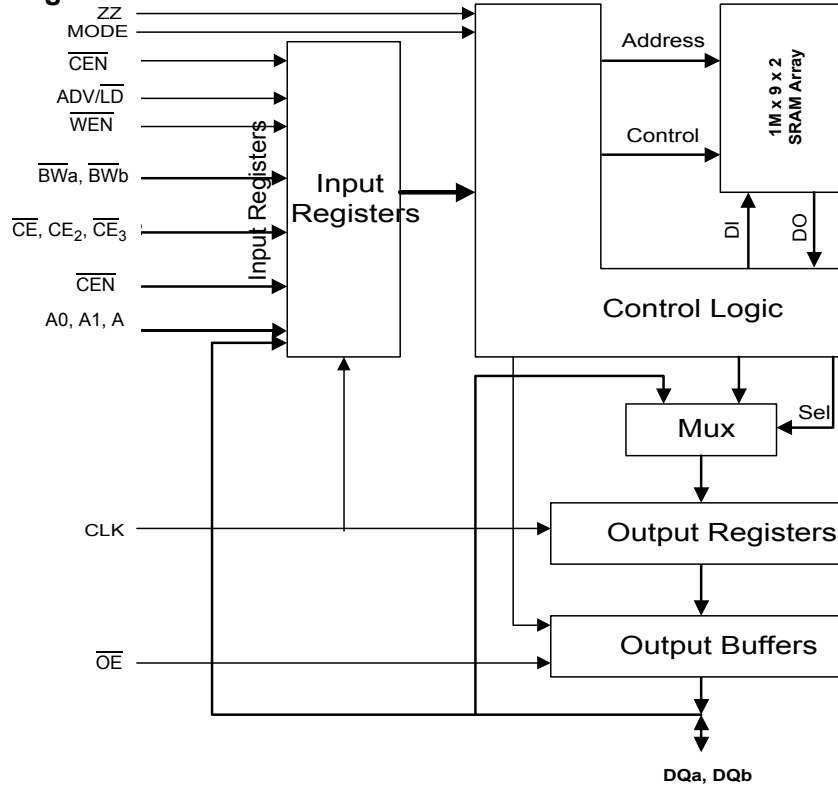 ZZ
MODE
CEN
ADV/LD
WEN
BWa, BWb
CE, CE2, CE3
CEN
A0, A1, A
CLK
OE
Input Registers
Input
Registers
Address
Control
1M x 9 x 2
SRAM Array
DI
DO
Control Logic
Sel
Mux
Output Registers
Output Buffers
DQa, DQb